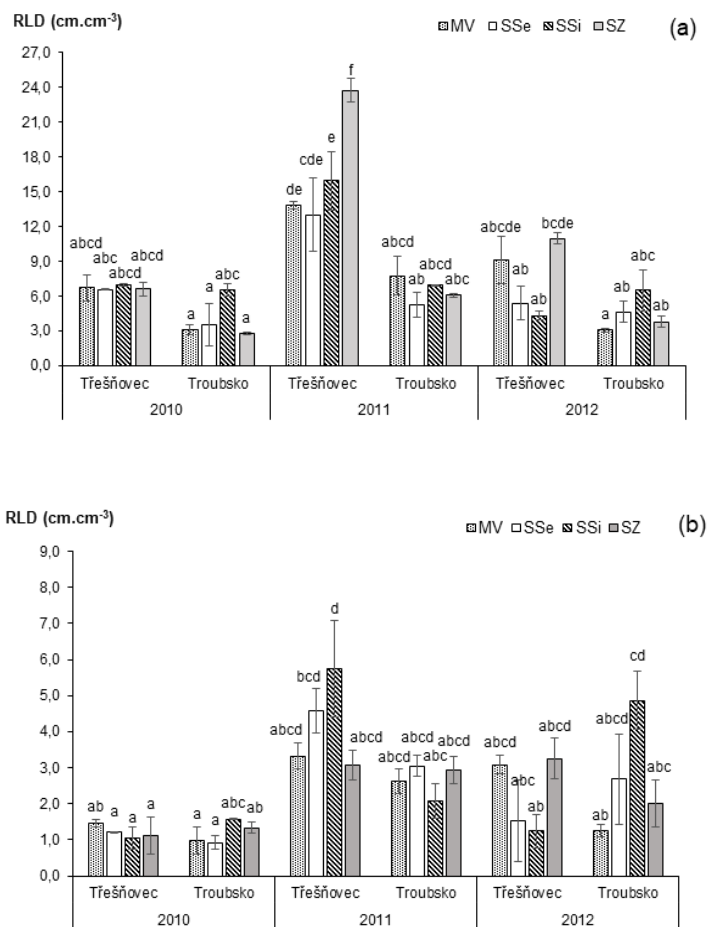 RLD (cm.cm-3)
MV SSe SSi SZ (a)
27,0
24,0
21,0
18,0
15,0
12,0
9,0
6,0
3,0
0,0
abcd abc abcd abcd
a a abc a
de cde e f
abcd ab abcd abc
abcde ab ab bcde
a ab abc ab
Třešňovec Troubsko Třešňovec Troubsko Třešňovec Troubsko
2010 2011 2012
RLD (cm.cm-3)
MV SSe SSi SZ (b)
9,0
8,0
7,0
6,0
5,0
4,0
3,0
2,0
1,0
0,0
ab a a a
a a abc ab
abcd bcd d abcd
abcd abcd abc abcd
abcd abc ab abcd
ab abcd cd abcd
Třešňovec Troubsko Třešňovec Troubsko Třešňovec Troubsko
2010 2011 2012